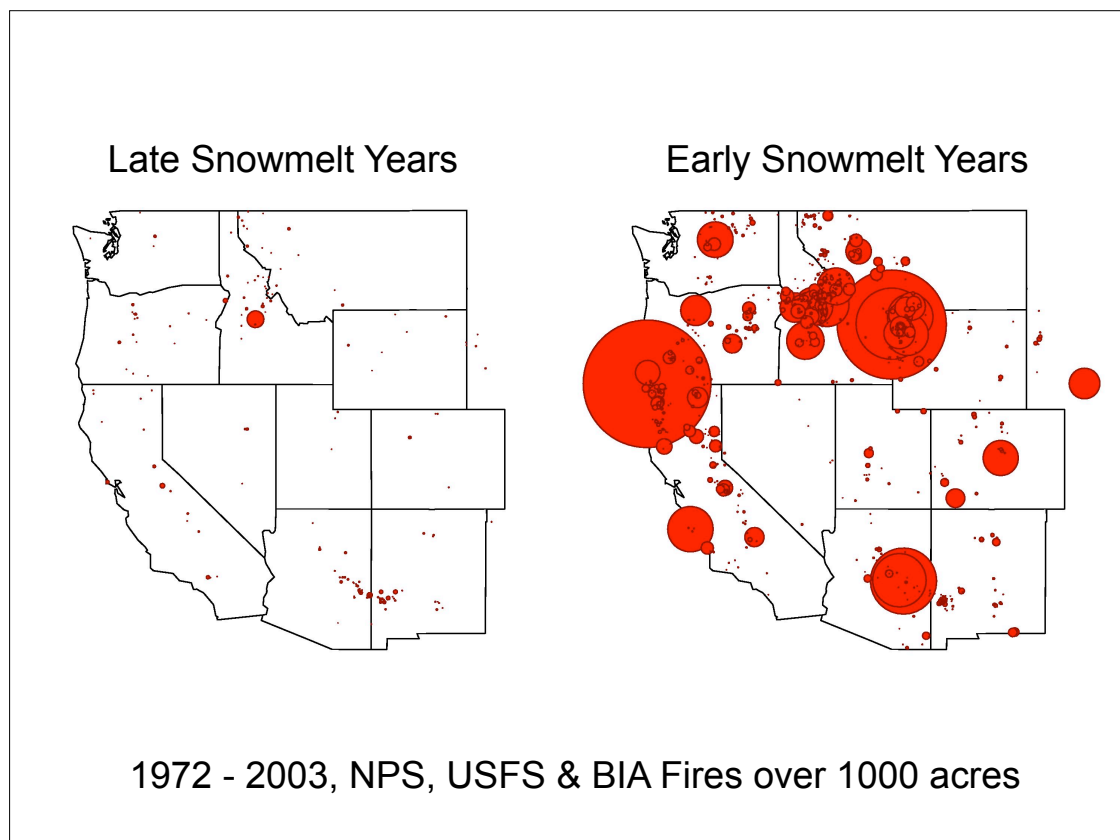 Late Snowmelt Years
Early Snowmelt Years
1972 - 2003, NPS, USFS & BIA Fires over 1000 acres